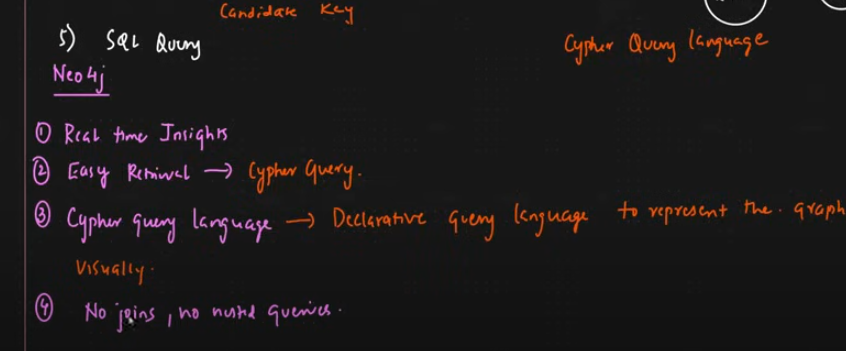 Candidate Key
5) SQL Query Cypher Query language
Neo4j
① Real time Insights
② Easy Retrieval → Cypher Query.
③ Cypher query language → Declarative query language to represent the graph
visually.
④ No joins, no nested queries.